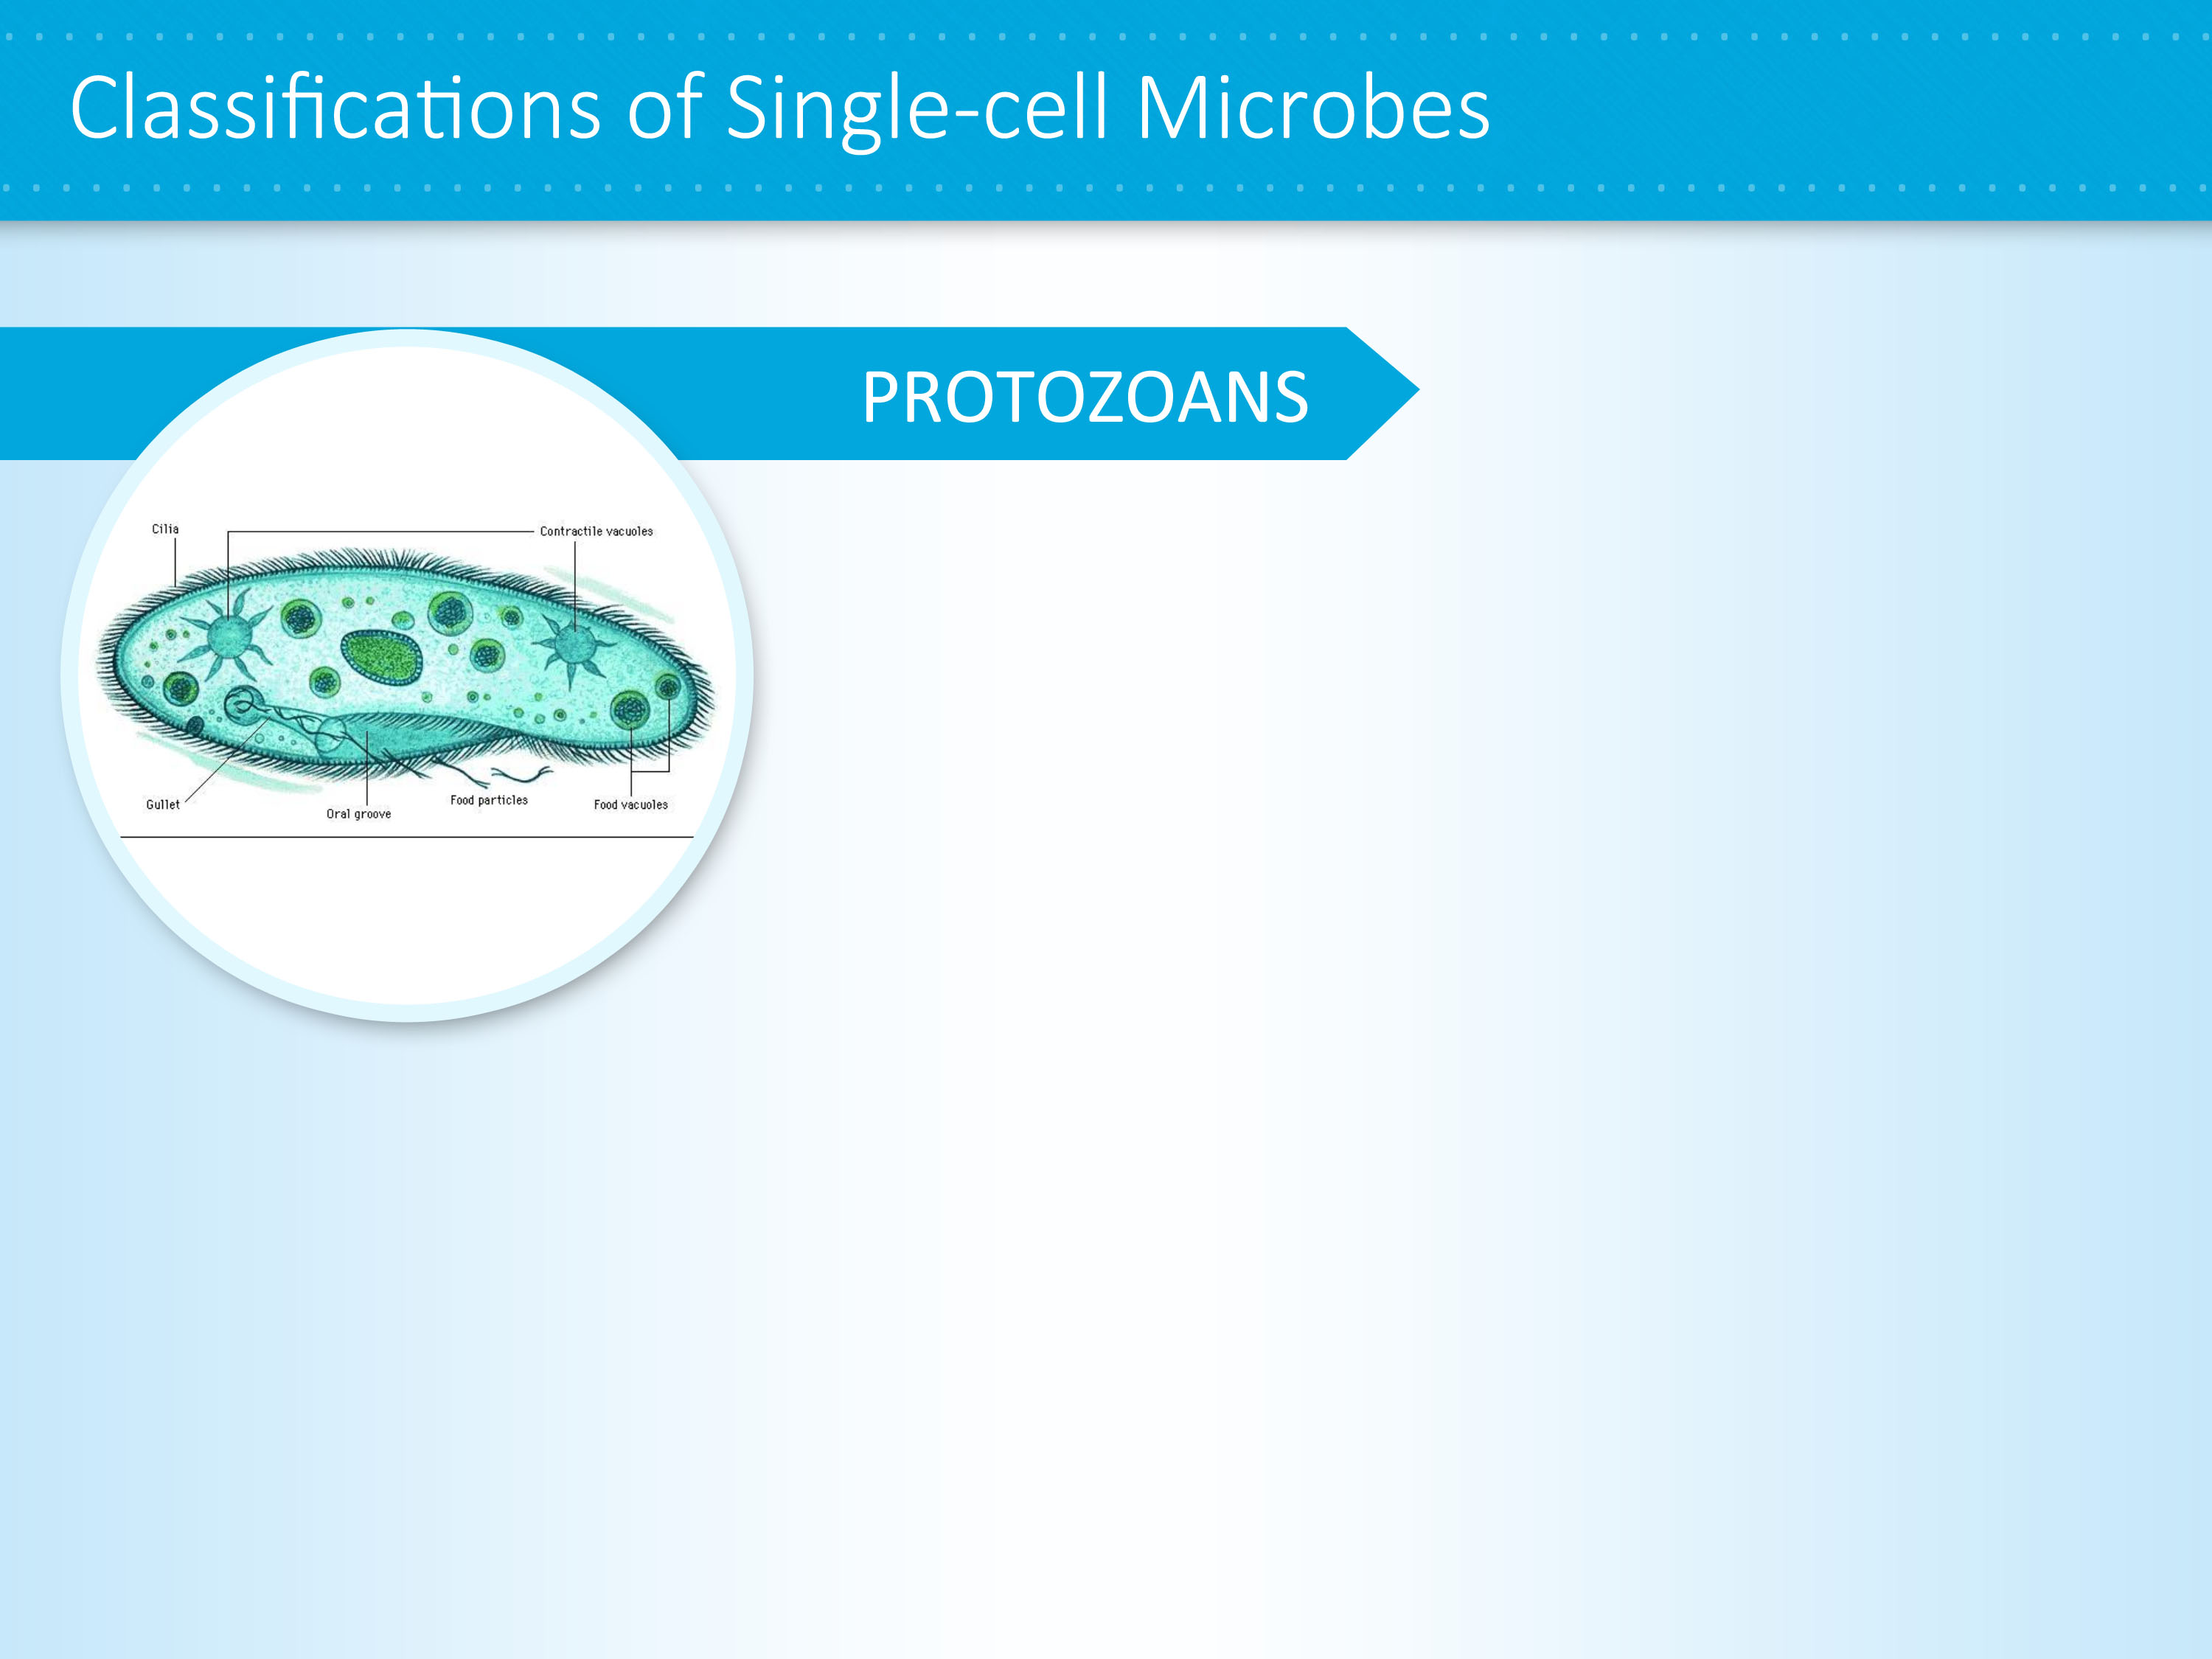 Classifications of Single-cell Microbes
PROTOZOANS
Cilia
Contractile vacuoles
Gullet
Oral groove
Food particles
Food vacuoles